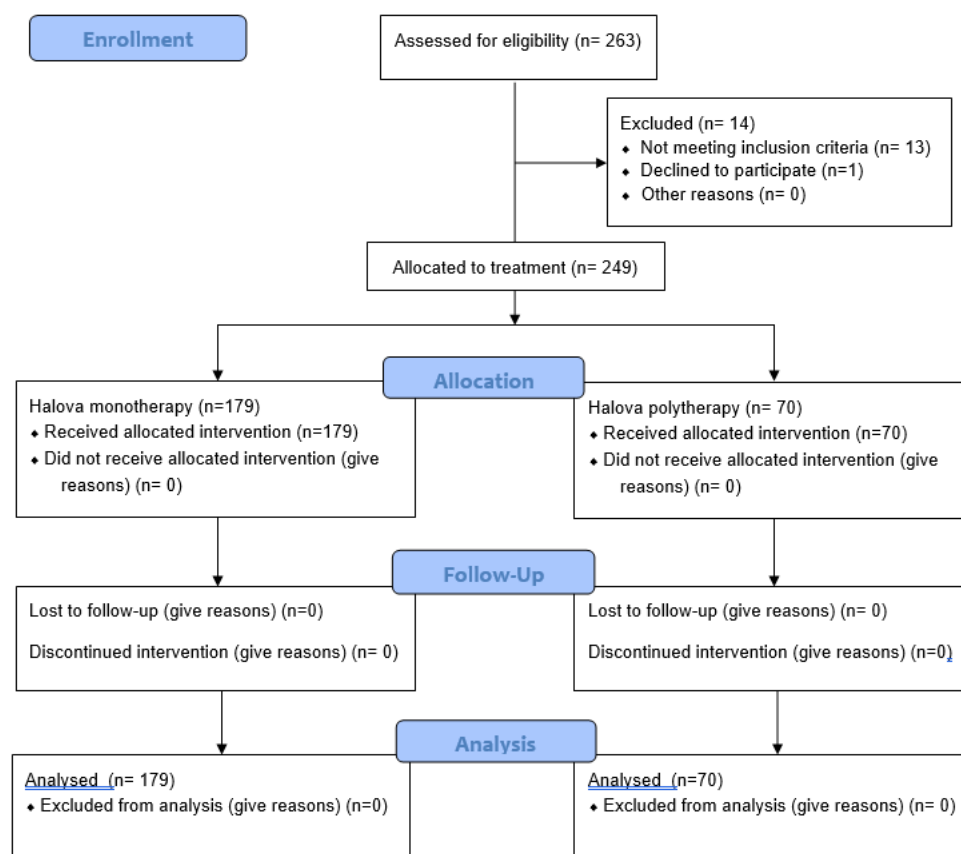 Enrollment
Assessed for eligibility (n= 263)
Excluded (n= 14)
⬥ Not meeting inclusion criteria (n= 13)
⬥ Declined to participate (n=1)
⬥ Other reasons (n= 0)
Allocated to treatment (n= 249)
Allocation
Halova monotherapy (n=179)
⬥ Received allocated intervention (n=179)
⬥ Did not receive allocated intervention (give
reasons) (n= 0)
Halova polytherapy (n= 70)
⬥ Received allocated intervention (n=70)
⬥ Did not receive allocated intervention (give
reasons) (n= 0)
Follow-Up
Lost to follow-up (give reasons) (n=0)
Discontinued intervention (give reasons) (n= 0)
Lost to follow-up (give reasons) (n= 0)
Discontinued intervention (give reasons) (n=0)
Analysis
Analysed (n= 179)
⬥ Excluded from analysis (give reasons) (n=0)
Analysed (n=70)
⬥ Excluded from analysis (give reasons) (n= 0)